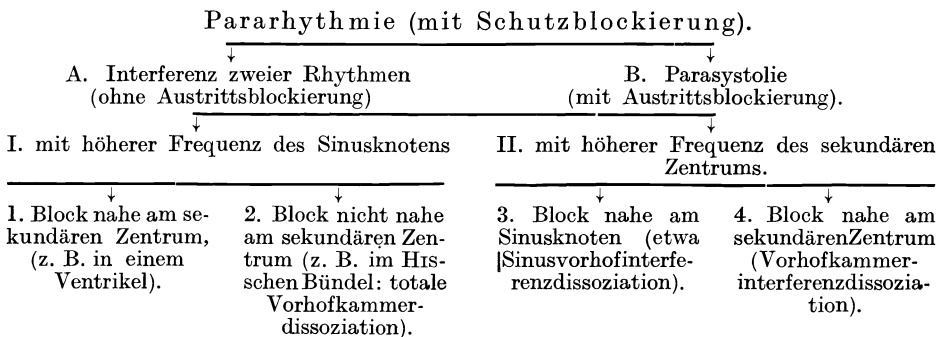 Pararhythmie (mit Schutzblockierung).
A. Interferenz zweier Rhythmen
(ohne Austrittsblockierung)
B. Parasystolie
(mit Austrittsblockierung).
I. mit höherer Frequenz des Sinusknotens
II. mit höherer Frequenz des sekundären
Zentrums.
1. Block nahe am se-
kundären Zentrum,
(z. B. in einem
Ventrikel).
2. Block nicht nahe
am sekundären Zen-
trum (z. B. im His-
schen Bündel: totale
Vorhofkammer-
dissoziation).
3. Block nahe am
Sinusknoten (etwa
|Sinusvorhofinterfe-
renzdissoziation).
4. Block nahe am
sekundärenZentrum
(Vorhofkammer-
interferenzdissozia-
tion).